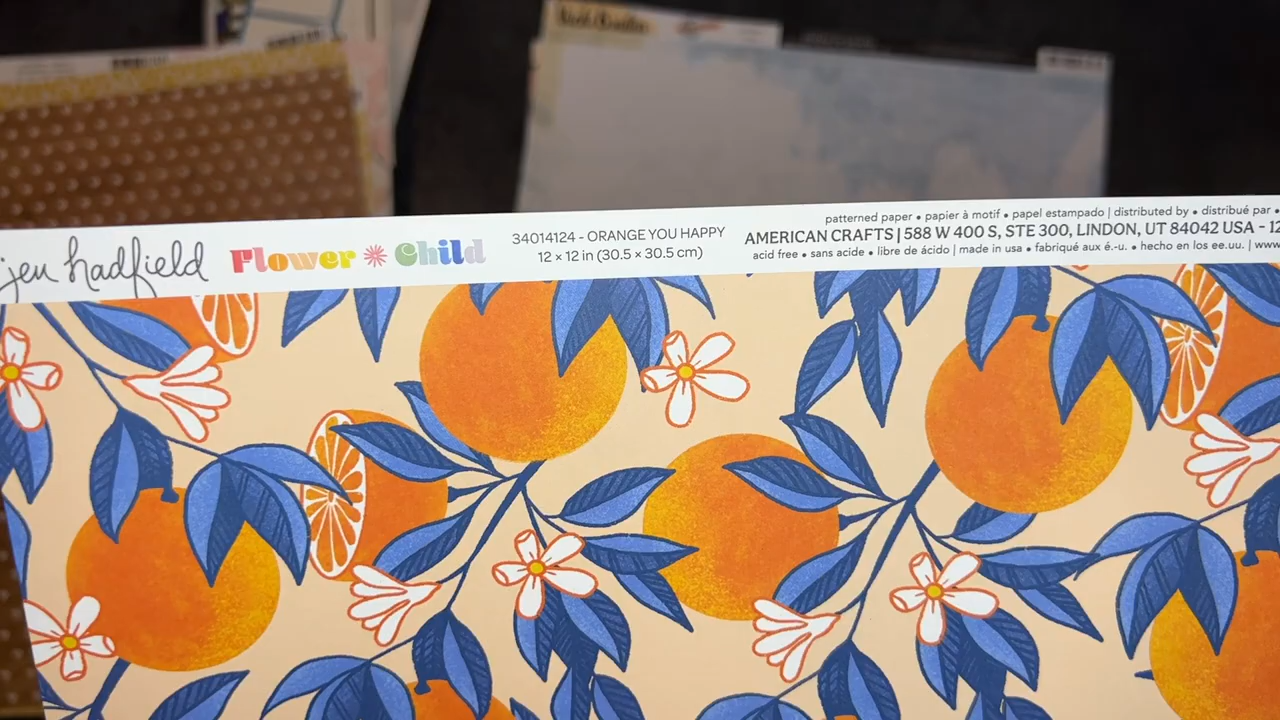 jen hadfield
Flower Child
34014124 - ORANGE YOU HAPPY
12 × 12 in (30.5 × 30.5 cm)
patterned paper • papier à motif • papel estampado | distributed by • distribué par •
AMERICAN CRAFTS | 588 W 400 S, STE 300, LINDON, UT 84042 USA - 12
acid free • sans acide • libre de ácido | made in usa • fabriqué aux é.-u. • hecho en los ee.uu. | www